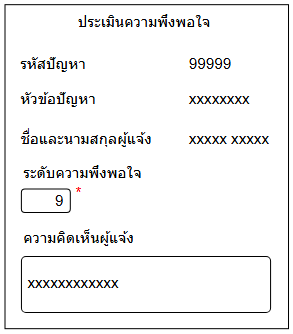 ประเมินความพึงพอใจ
รหัสปัญหา 99999
หัวข้อปัญหา xxxxxxxx
ชื่อและนามสกุลผู้แจ้ง xxxxx xxxxx
ระดับความพึงพอใจ
9 *
ความคิดเห็นผู้แจ้ง
xxxxxxxxxxxx